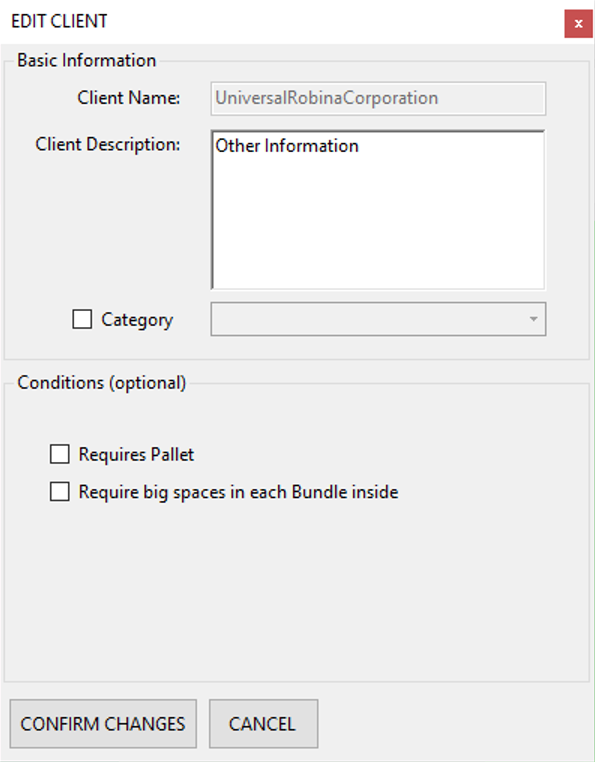 EDIT CLIENT
x
Basic Information
Client Name: UniversalRobinaCorporation
Client Description: Other Information
Category
Conditions (optional)
Requires Pallet
Require big spaces in each Bundle inside
CONFIRM CHANGES CANCEL